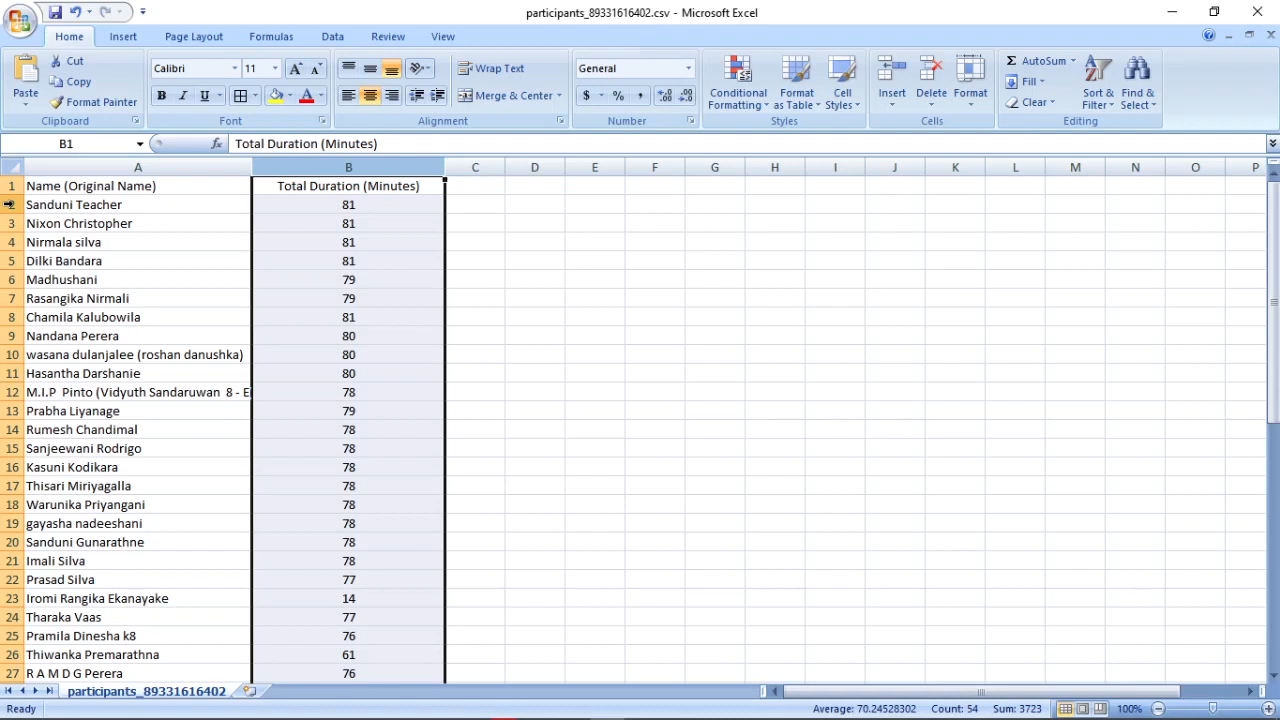 participants_89331616402.csv - Microsoft Excel
Home Insert Page Layout Formulas Data Review View
Paste
Cut
Copy
Format Painter
Clipboard
Calibri 11
B I U
Font
Wrap Text
Merge & Center
Alignment
General
$ % ,
Number
Conditional Formatting
Format as Table
Cell Styles
Styles
Insert Delete Format
Cells
Σ AutoSum
Fill
Clear
Sort & Filter
Find & Select
Editing
B1 fx Total Duration (Minutes)
A B C D E F G H I J K L M N O P
1 Name (Original Name) Total Duration (Minutes)
2 Sanduni Teacher 81
3 Nixon Christopher 81
4 Nirmala silva 81
5 Dilki Bandara 81
6 Madhushani 79
7 Rasangika Nirmali 79
8 Chamila Kalubowila 81
9 Nandana Perera 80
10 wasana dulanjalee (roshan danushka) 80
11 Hasantha Darshanie 80
12 M.I.P Pinto (Vidyuth Sandaruwan 8 - E 78
13 Prabha Liyanage 79
14 Rumesh Chandimal 78
15 Sanjeewani Rodrigo 78
16 Kasuni Kodikara 78
17 Thisari Miriyagalla 78
18 Warunika Priyangani 78
19 gayasha nadeeshani 78
20 Sanduni Gunarathne 78
21 Imali Silva 78
22 Prasad Silva 77
23 Iromi Rangika Ekanayake 14
24 Tharaka Vaas 77
25 Pramila Dinesha k8 76
26 Thiwanka Premarathna 61
27 R A M D G Perera 76
participants_89331616402
Ready Average: 70.24528302 Count: 54 Sum: 3723 100%